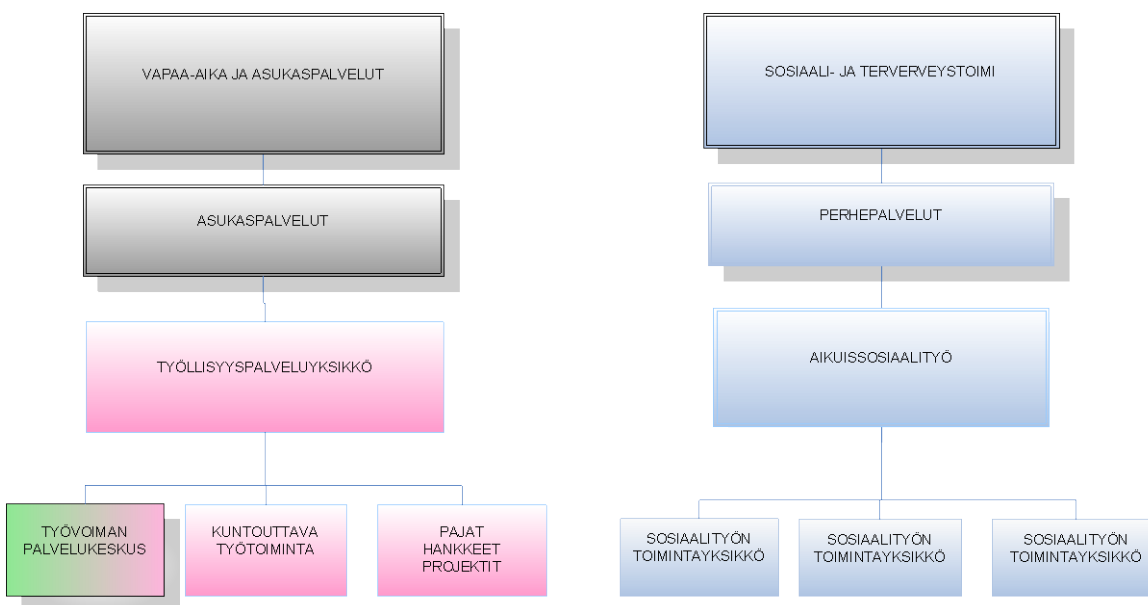 VAPAA-AIKA JA ASUKASPALVELUT
ASUKASPALVELUT
TYÖLLISYYSPALVELUYKSIKKÖ
TYÖVOIMAN
PALVELUKESKUS
KUNTOUTTAVA
TYÖTOIMINTA
PAJAT
HANKKEET
PROJEKTIT
SOSIAALI- JA TERVERVEYSTOIMI
PERHEPALVELUT
AIKUISSOSIAALITYÖ
SOSIAALITYÖN
TOIMINTAYKSIKKÖ
SOSIAALITYÖN
TOIMINTAYKSIKKÖ
SOSIAALITYÖN
TOIMINTAYKSIKKÖ